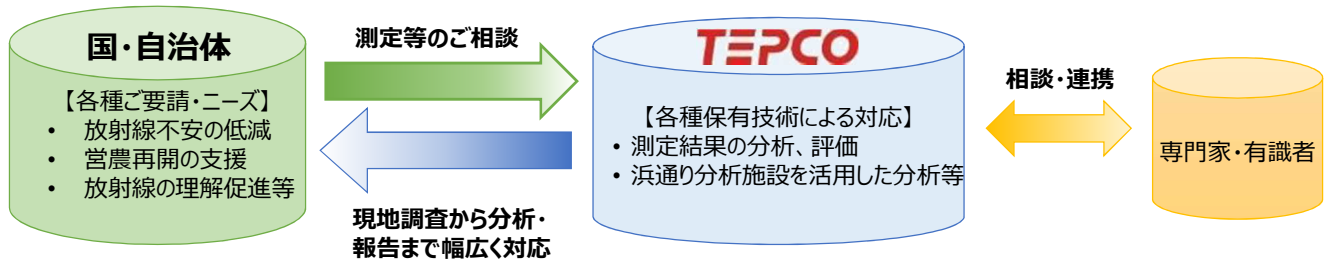 国・自治体
【各種ご要請・ニーズ】
• 放射線不安の低減
• 営農再開の支援
• 放射線の理解促進等
測定等のご相談
現地調査から分析・
報告まで幅広く対応
TEPCO
【各種保有技術による対応】
• 測定結果の分析、評価
• 浜通り分析施設を活用した分析等
相談・連携
専門家・有識者